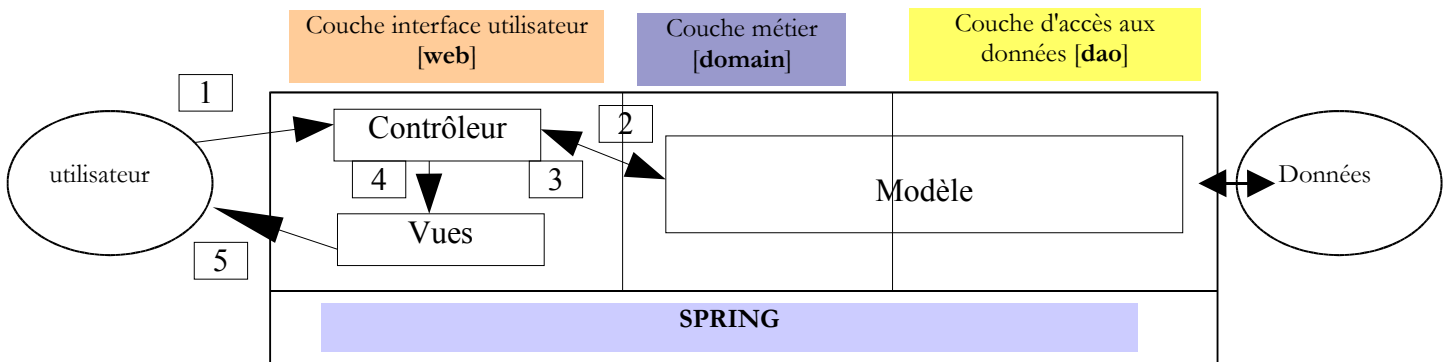 Couche interface utilisateur
[web]
Couche métier
[domain]
Couche d'accès aux
données [dao]
1
Contrôleur
2
utilisateur
4
3
Modèle
Données
Vues
5
SPRING